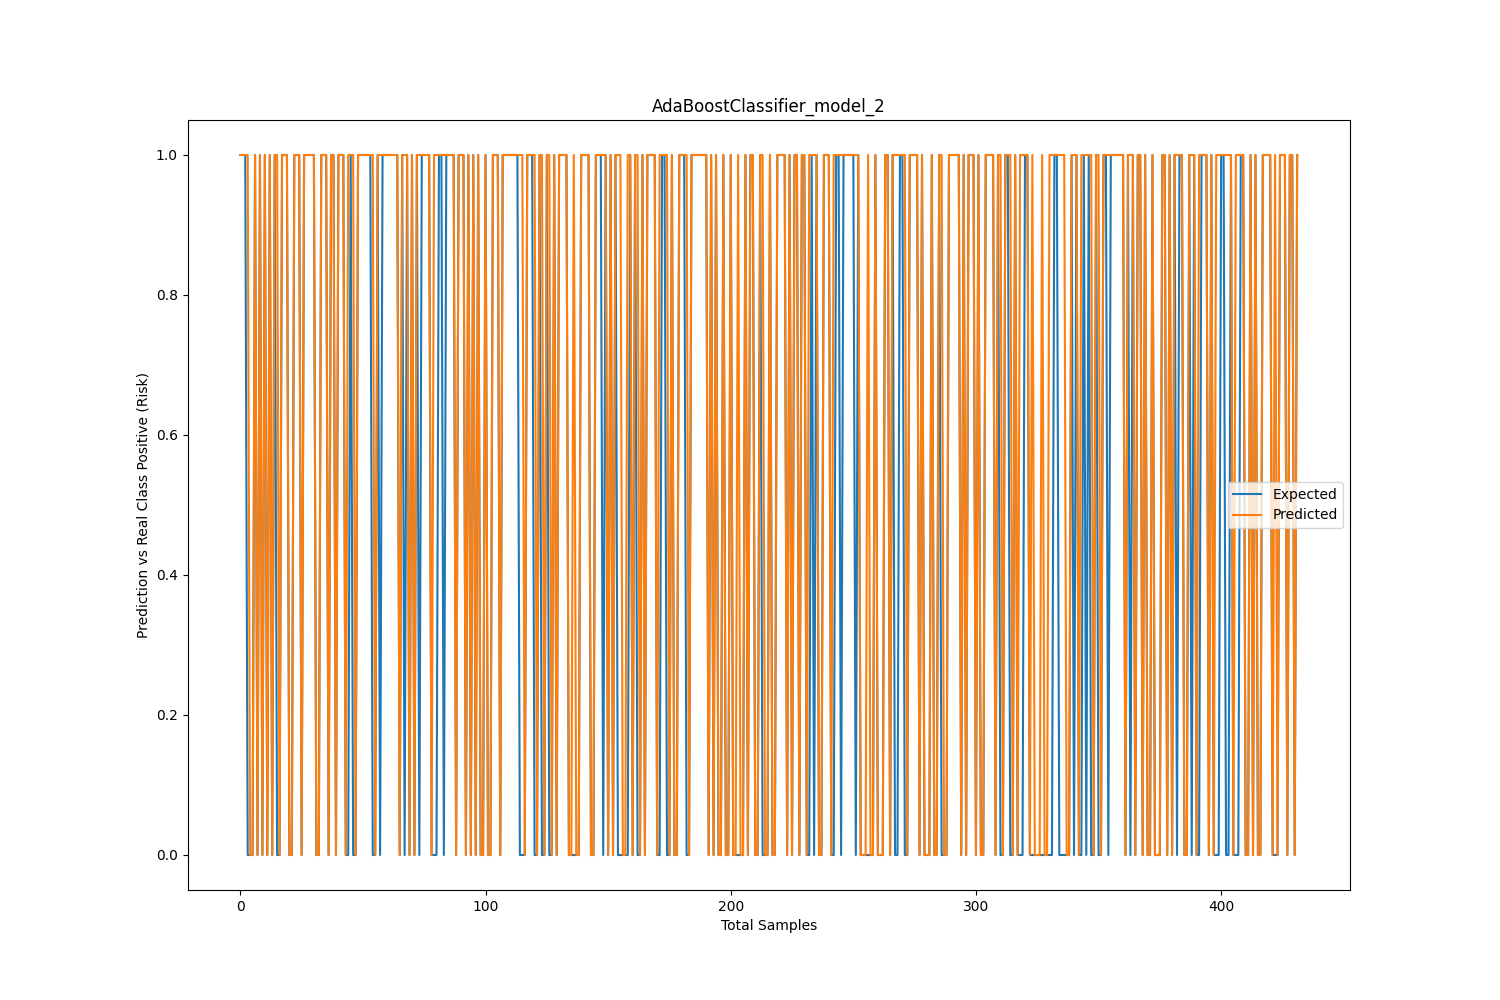 AdaBoostClassifier_model_2
1.0
0.8
0.6
0.4
0.2
0.0
Prediction vs Real Class Positive (Risk)
Expected
Predicted
0 100 200 300 400
Total Samples